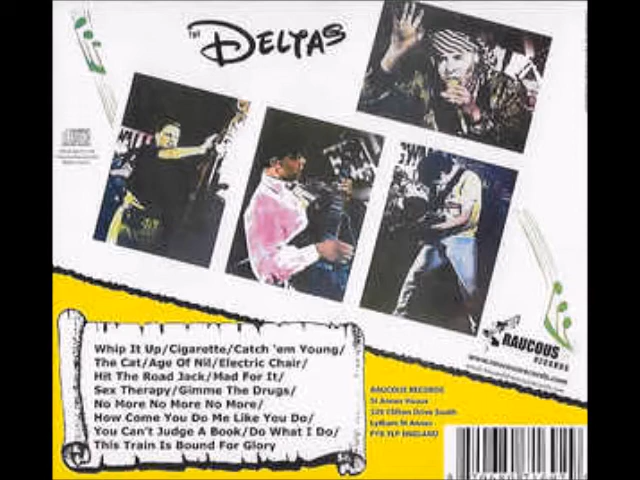 THE DELTAS
RAUCOUS
RECORDS
Whip It Up/Cigarette/Catch 'em Young/
The Cat/Age Of Nil/Electric Chair/
Hit The Road Jack/Mad For It/
Sex Therapy/Gimme The Drugs/
No More No More No More/
How Come You Do Me Like You Do/
You Can't Judge A Book/Do What I Do/
This Train Is Bound For Glory
RAUCOUS RECORDS
St Annes House
Clifton Drive South
Lytham St Annes
ENGLAND